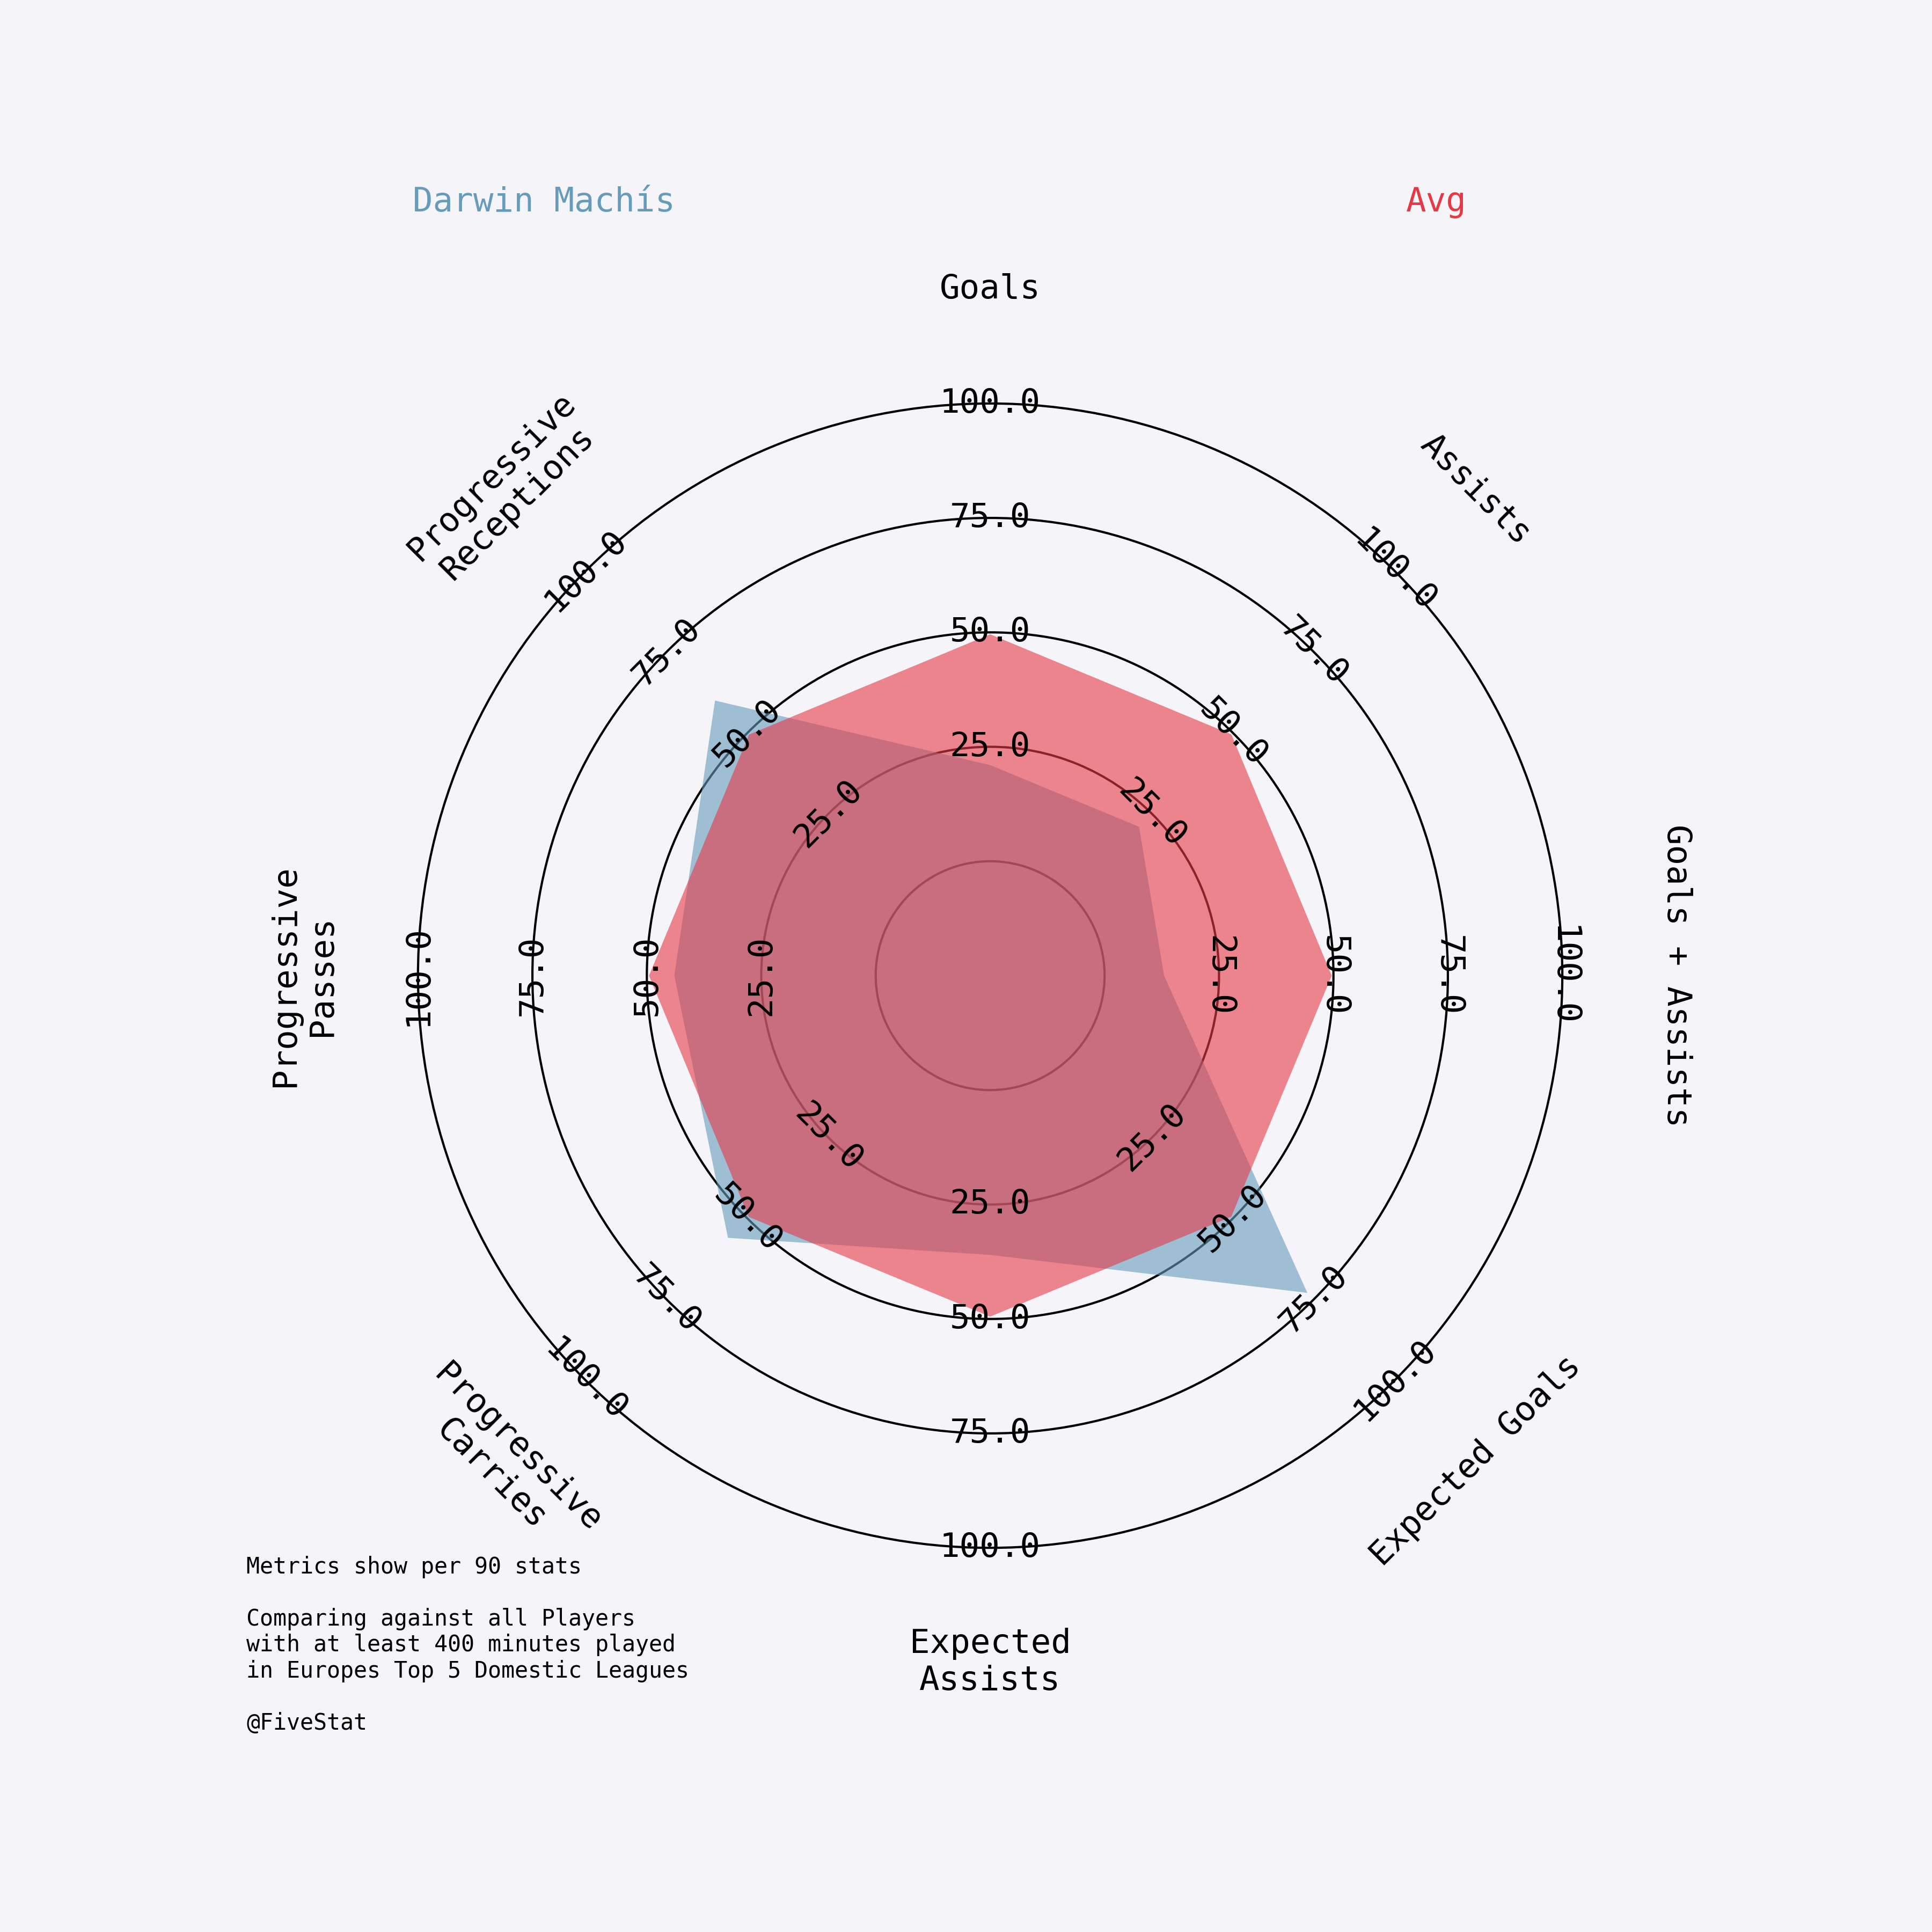 Darwin Machís
Avg
Goals
Assists
Goals + Assists
Expected Goals
Expected
Assists
Progressive
Carries
Progressive
Passes
Progressive
Receptions
25.0
50.0
75.0
100.0
25.0
50.0
75.0
100.0
25.0
50.0
75.0
100.0
25.0
50.0
75.0
100.0
25.0
50.0
75.0
100.0
25.0
50.0
75.0
100.0
25.0
50.0
75.0
100.0
25.0
50.0
75.0
100.0
Metrics show per 90 stats
Comparing against all Players
with at least 400 minutes played
in Europes Top 5 Domestic Leagues
@FiveStat